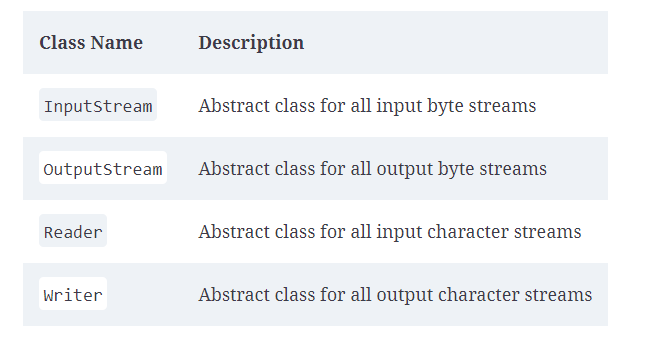 Class Name Description
InputStream Abstract class for all input byte streams
OutputStream Abstract class for all output byte streams
Reader Abstract class for all input character streams
Writer Abstract class for all output character streams